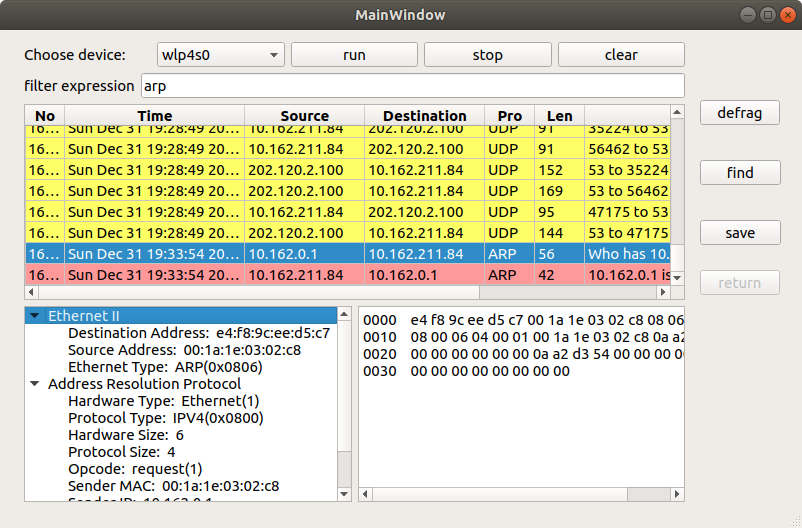 MainWindow
Choose device: wlp4s0 run stop clear
filter expression arp
No Time Source Destination Pro Len
defrag
16... Sun Dec 31 19:28:49 20... 10.162.211.84 202.120.2.100 UDP 91 35224 to 53
16... Sun Dec 31 19:28:49 20... 10.162.211.84 202.120.2.100 UDP 91 56462 to 53
16... Sun Dec 31 19:28:49 20... 202.120.2.100 10.162.211.84 UDP 152 53 to 35224
find
16... Sun Dec 31 19:28:49 20... 202.120.2.100 10.162.211.84 UDP 169 53 to 56462
16... Sun Dec 31 19:28:49 20... 10.162.211.84 202.120.2.100 UDP 95 47175 to 53
16... Sun Dec 31 19:28:49 20... 202.120.2.100 10.162.211.84 UDP 144 53 to 47175
save
16... Sun Dec 31 19:33:54 20... 10.162.0.1 10.162.211.84 ARP 56 Who has 10.
16... Sun Dec 31 19:33:54 20... 10.162.211.84 10.162.0.1 ARP 42 10.162.0.1 is
return
Ethernet II
Destination Address: e4:f8:9c:ee:d5:c7
Source Address: 00:1a:1e:03:02:c8
Ethernet Type: ARP(0x0806)
Address Resolution Protocol
Hardware Type: Ethernet(1)
Protocol Type: IPV4(0x0800)
Hardware Size: 6
Protocol Size: 4
Opcode: request(1)
Sender MAC: 00:1a:1e:03:02:c8
Sender IP: 10.162.0.1
0000 e4 f8 9c ee d5 c7 00 1a 1e 03 02 c8 08 06
0010 08 00 06 04 00 01 00 1a 1e 03 02 c8 0a a2
0020 00 00 00 00 00 00 0a a2 d3 54 00 00 00 00
0030 00 00 00 00 00 00 00 00